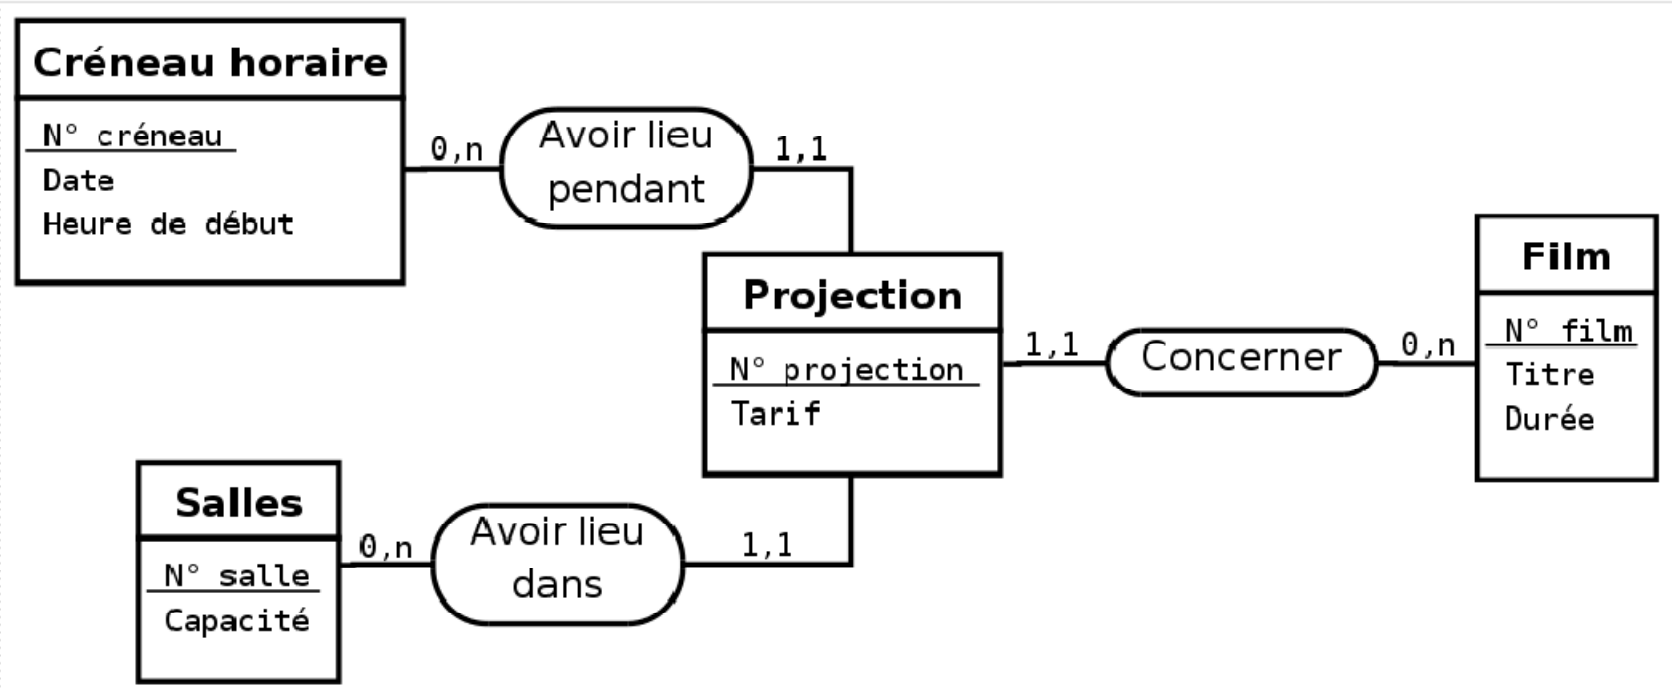 Créneau horaire
N° créneau
Date
Heure de début
0,n
Avoir lieu
pendant
1,1
Projection
N° projection
Tarif
1,1
Concerner
0,n
Film
N° film
Titre
Durée
Salles
N° salle
Capacité
0,n
Avoir lieu
dans
1,1